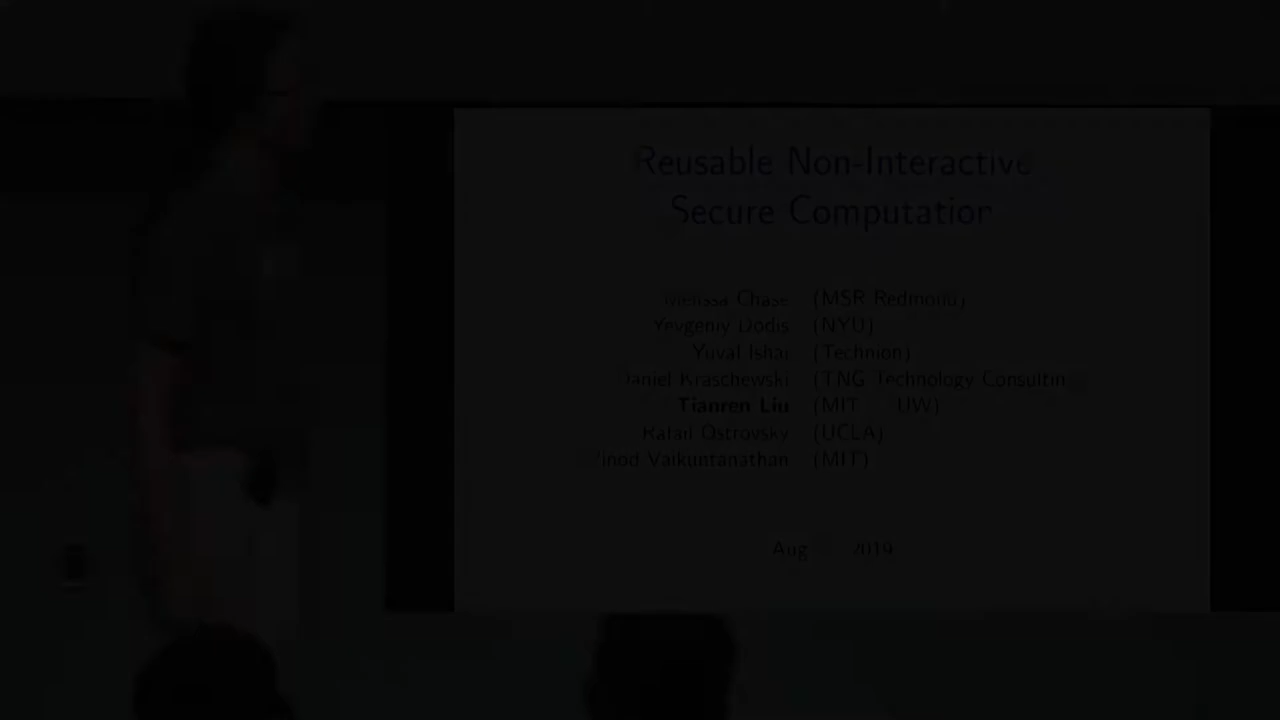 Reusable Non-Interactive
Secure Computation
Melissa Chase (MSR Redmond)
Yevgeniy Dodis (NYU)
Yuval Ishai (Technion)
Daniel Kraschewski (TNG Technology Consulting)
Tianren Liu (MIT UW)
Rafail Ostrovsky (UCLA)
Vinod Vaikuntanathan (MIT)
Aug 2019